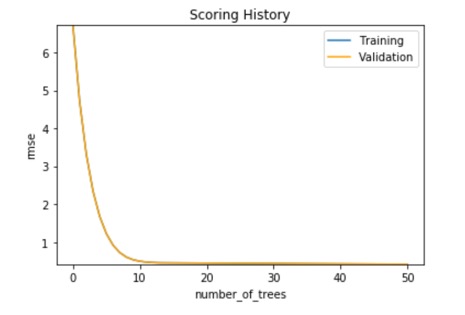 Scoring History
Training
Validation
rmse
6
5
4
3
2
1
0 10 20 30 40 50
number_of_trees